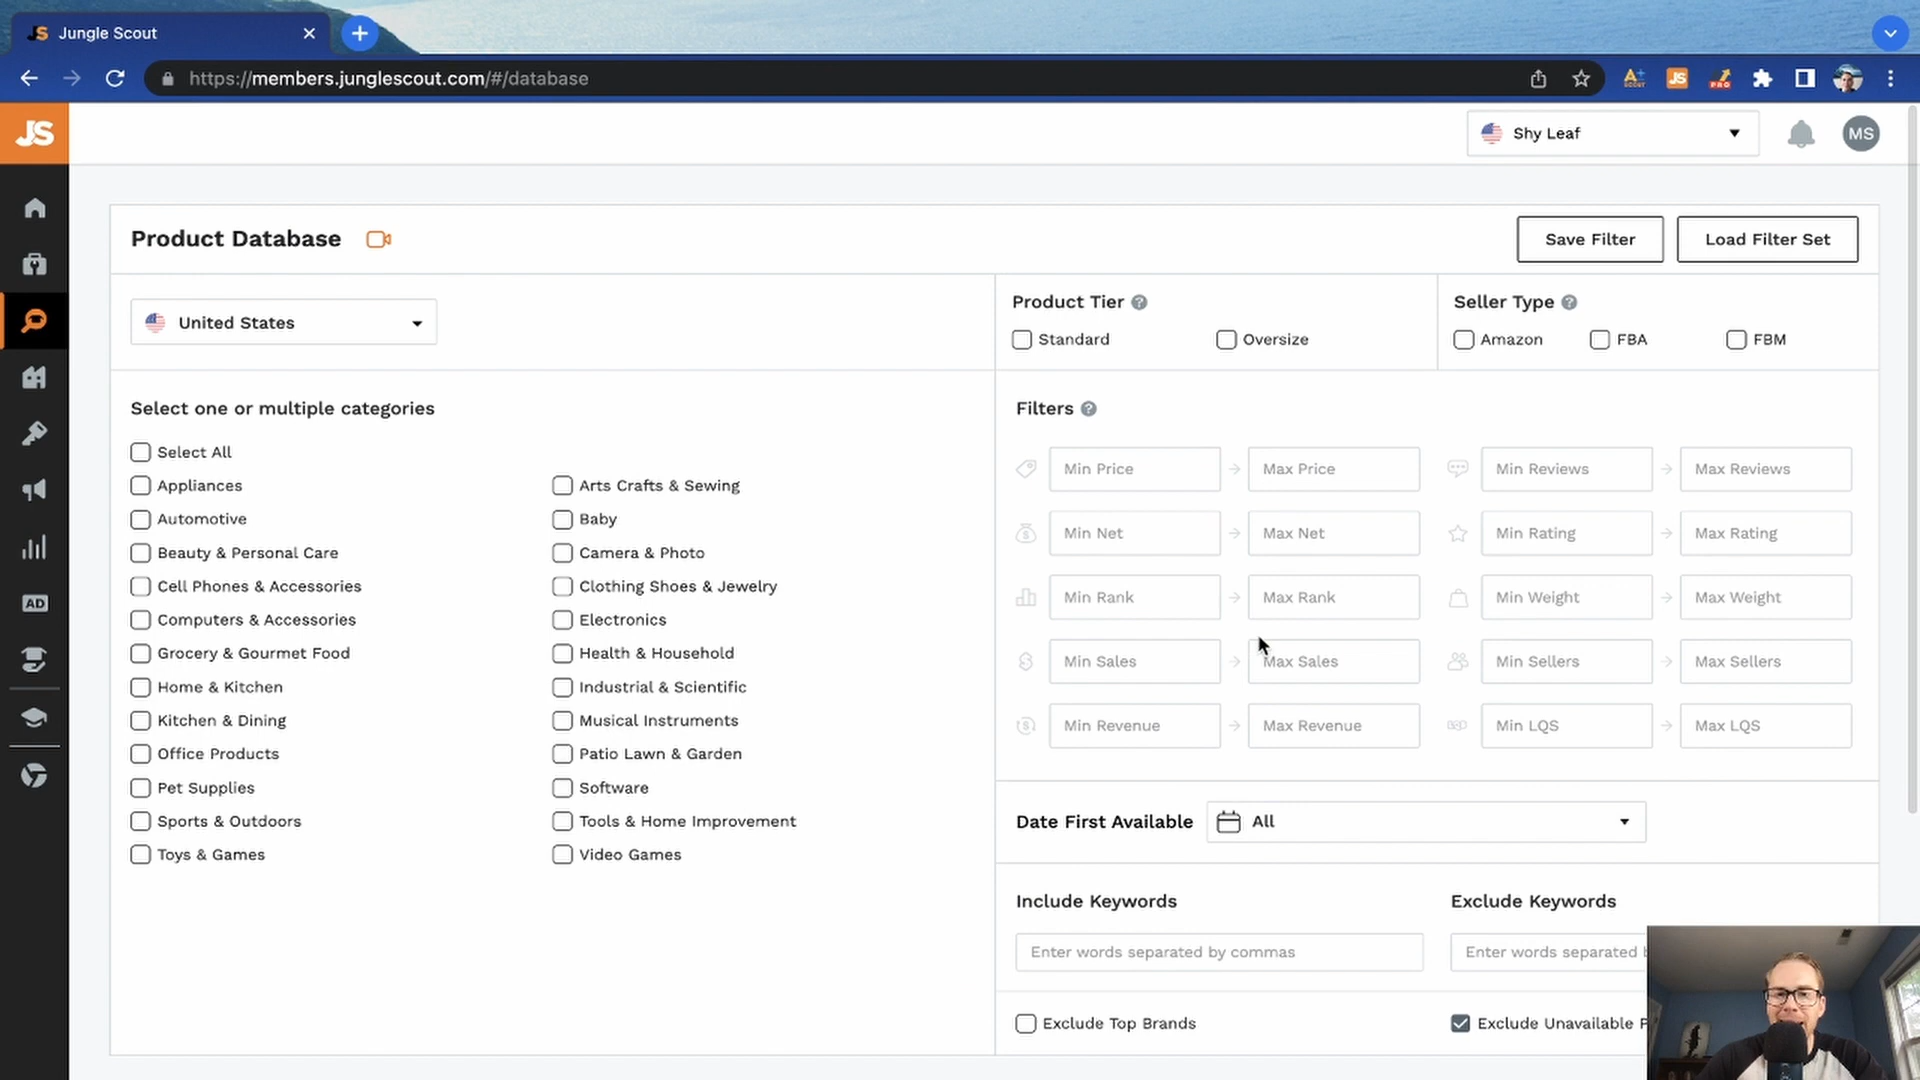 JS Jungle Scout
https://members.junglescout.com/#/database
A+ SCOUT
JS
PRO
JS
Shy Leaf
MS
Product Database
Save Filter
Load Filter Set
United States
Product Tier ?
Seller Type ?
Standard
Oversize
Amazon
FBA
FBM
Select one or multiple categories
Select All
Appliances
Arts Crafts & Sewing
Automotive
Baby
Beauty & Personal Care
Camera & Photo
Cell Phones & Accessories
Clothing Shoes & Jewelry
Computers & Accessories
Electronics
Grocery & Gourmet Food
Health & Household
Home & Kitchen
Industrial & Scientific
Kitchen & Dining
Musical Instruments
Office Products
Patio Lawn & Garden
Pet Supplies
Software
Sports & Outdoors
Tools & Home Improvement
Toys & Games
Video Games
AD
Filters ?
Min Price
Max Price
Min Reviews
Max Reviews
Min Net
Max Net
Min Rating
Max Rating
Min Rank
Max Rank
Min Weight
Max Weight
Min Sales
Max Sales
Min Sellers
Max Sellers
Min Revenue
Max Revenue
Min LQS
Max LQS
Date First Available
All
Include Keywords
Exclude Keywords
Enter words separated by commas
Enter words separated
Exclude Top Brands
Exclude Unavailable